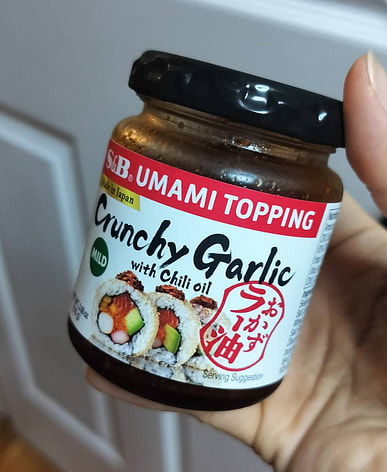 S&B® UMAMI TOPPING
Made in Japan
Crunchy Garlic
with Chili oil
MILD
おかず
ラー油
Serving Suggestion